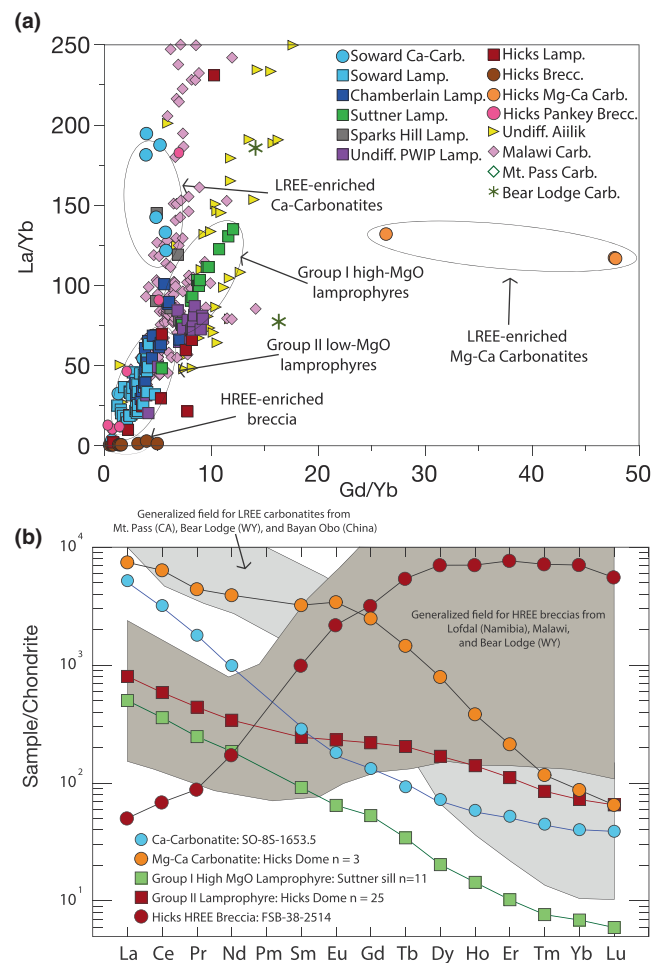 (a)
250
200
150
100
50
0
La/Yb
0
10
20
30
40
50
Gd/Yb
Soward Ca-Carb.
Soward Lamp.
Chamberlain Lamp.
Suttner Lamp.
Sparks Hill Lamp.
Undiff. PWIP Lamp.
Hicks Lamp.
Hicks Brecc.
Hicks Mg-Ca Carb.
Hicks Pankey Brecc.
Undiff. Aiilik
Malawi Carb.
Mt. Pass Carb.
Bear Lodge Carb.
LREE-enriched
Ca-Carbonatites
Group I high-MgO
lamprophyres
LREE-enriched
Mg-Ca Carbonatites
Group II low-MgO
lamprophyres
HREE-enriched
breccia
Generalized field for LREE carbonatites from
Mt. Pass (CA), Bear Lodge (WY), and Bayan Obo (China)
(b)
10⁴
10³
10²
10¹
Sample/Chondrite
Generalized field for HREE breccias from
Lofdal (Namibia), Malawi,
and Bear Lodge (WY)
Ca-Carbonatite: SO-8S-1653.5
Mg-Ca Carbonatite: Hicks Dome n = 3
Group I High MgO Lamprophyre: Suttner sill n=11
Group II Lamprophyre: Hicks Dome n = 25
Hicks HREE Breccia: FSB-38-2514
La Ce Pr Nd Pm Sm Eu Gd Tb Dy Ho Er Tm Yb Lu